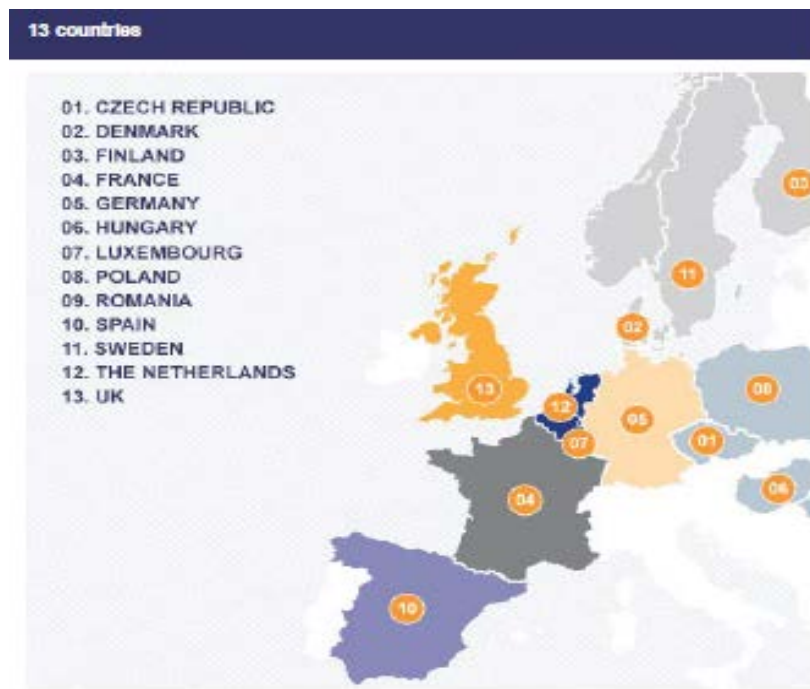 13 countries
01. CZECH REPUBLIC
02. DENMARK
03. FINLAND
04. FRANCE
05. GERMANY
06. HUNGARY
07. LUXEMBOURG
08. POLAND
09. ROMANIA
10. SPAIN
11. SWEDEN
12. THE NETHERLANDS
13. UK
03
11
02
13
12
05
08
07
01
04
06
10